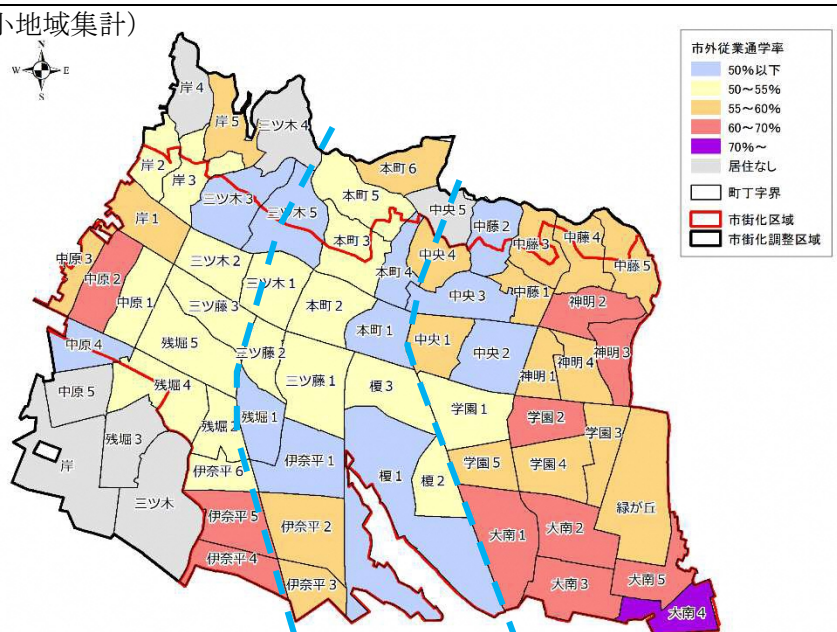 小地域集計）
N
W E
S
市外従業通学率
50%以下
50～55%
55～60%
60～70%
70%～
居住なし
町丁字界
市街化区域
市街化調整区域
岸4
岸5
三ツ木4
本町6
岸2
岸3
三ツ木3
三ツ木5
本町5
中央5
中藤2
中藤3
中藤4
中藤5
岸1
本町3
中央4
中原3
中原2
三ツ木2
三ツ木1
本町4
中央3
中藤1
神明2
中原1
三ツ藤3
本町2
中原4
残堀5
三ツ藤2
本町1
中央1
中央2
神明1
神明4
神明3
中原5
残堀4
三ツ藤1
榎3
学園1
残堀3
残堀2
残堀1
学園2
学園3
岸
伊奈平6
伊奈平1
榎1
榎2
学園5
学園4
三ツ木
伊奈平5
伊奈平2
緑が丘
大南1
大南2
伊奈平4
伊奈平3
大南3
大南5
大南4